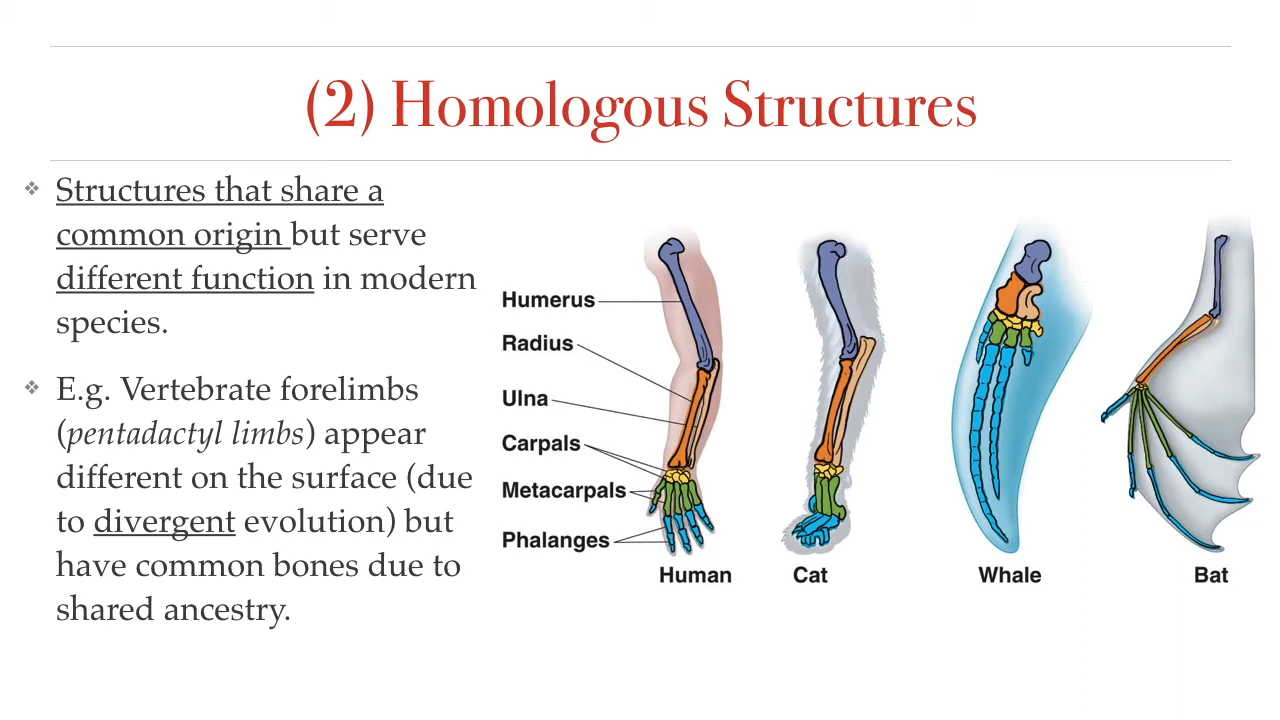 (2) Homologous Structures
❖ Structures that share a
common origin but serve
different function in modern
species.
❖ E.g. Vertebrate forelimbs
(pentadactyl limbs) appear
different on the surface (due
to divergent evolution) but
have common bones due to
shared ancestry.
Humerus
Radius
Ulna
Carpals
Metacarpals
Phalanges
Human
Cat
Whale
Bat